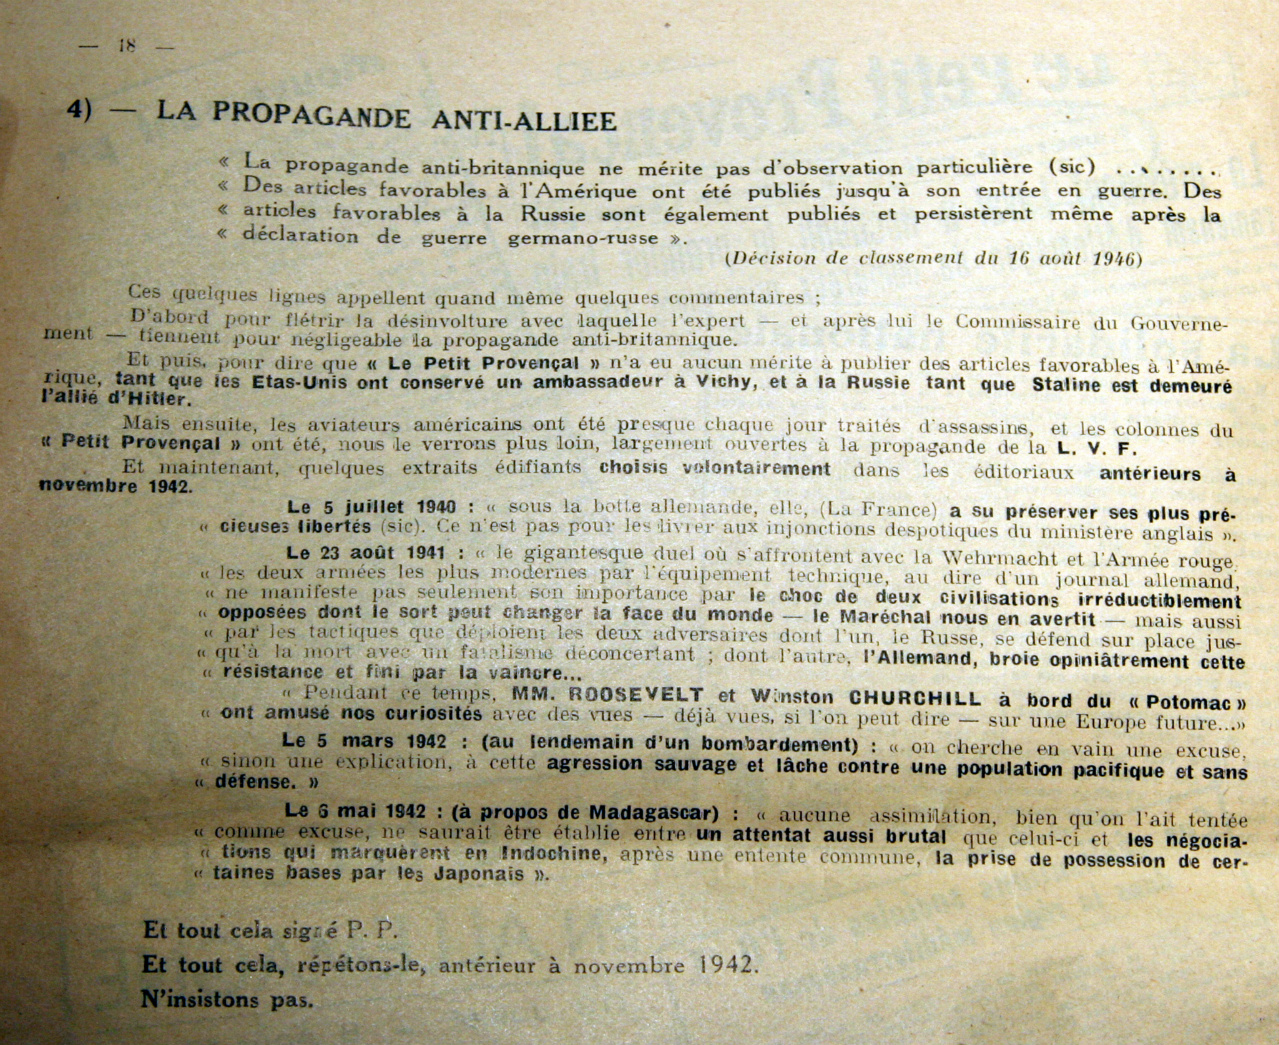 — 18 —
4) — LA PROPAGANDE ANTI-ALLIEE
« La propagande anti-britannique ne mérite pas d'observation particulière (sic) ........
« Des articles favorables à l'Amérique ont été publiés jusqu'à son entrée en guerre. Des
« articles favorables à la Russie sont également publiés et persistèrent même après la
« déclaration de guerre germano-russe ».
(Décision de classement du 16 août 1946)
Ces quelques lignes appellent quand même quelques commentaires ;
D'abord pour flétrir la désinvolture avec laquelle l'expert — et après lui le Commissaire du Gouverne-
ment — tiennent pour négligeable la propagande anti-britannique.
Et puis, pour dire que « Le Petit Provençal » n'a eu aucun mérite à publier des articles favorables à l'Amé-
rique, tant que les Etas-Unis ont conservé un ambassadeur à Vichy, et à la Russie tant que Staline est demeuré
l'allié d'Hitler.
Mais ensuite, les aviateurs américains ont été presque chaque jour traités d'assassins, et les colonnes du
« Petit Provençal » ont été, nous le verrons plus loin, largement ouvertes à la propagande de la L. V. F.
Et maintenant, quelques extraits édifiants choisis volontairement dans les éditoriaux antérieurs à
novembre 1942.
Le 5 juillet 1940 : « sous la botte allemande, elle, (La France) a su préserver ses plus pré-
« cieuses libertés (sic). Ce n'est pas pour les livrer aux injonctions despotiques du ministère anglais ».
Le 23 août 1941 : « le gigantesque duel où s'affrontent avec la Wehrmacht et l'Armée rouge
« les deux armées les plus modernes par l'équipement technique, au dire d'un journal allemand,
« ne manifeste pas seulement son importance par le choc de deux civilisations irréductiblement
« opposées dont le sort peut changer la face du monde — le Maréchal nous en avertit — mais aussi
« par les tactiques que déploient les deux adversaires dont l'un, le Russe, se défend sur place jus-
« qu'à la mort avec un fatalisme déconcertant ; dont l'autre, l'Allemand, broie opiniâtrement cette
« résistance et fini par la vaincre...
« Pendant ce temps, MM. ROOSEVELT et Winston CHURCHILL à bord du « Potomac »
« ont amusé nos curiosités avec des vues — déjà vues, si l'on peut dire — sur une Europe future...»
Le 5 mars 1942 : (au lendemain d'un bombardement) : « on cherche en vain une excuse,
« sinon une explication, à cette agression sauvage et lâche contre une population pacifique et sans
« défense. »
Le 6 mai 1942 : (à propos de Madagascar) : « aucune assimilation, bien qu'on l'ait tentée
« comme excuse, ne saurait être établie entre un attentat aussi brutal que celui-ci et les négocia-
« tions qui marquèrent en Indochine, après une entente commune, la prise de possession de cer-
« taines bases par les Japonais ».
Et tout cela signé P. P.
Et tout cela, répétons-le, antérieur à novembre 1942.
N'insistons pas.